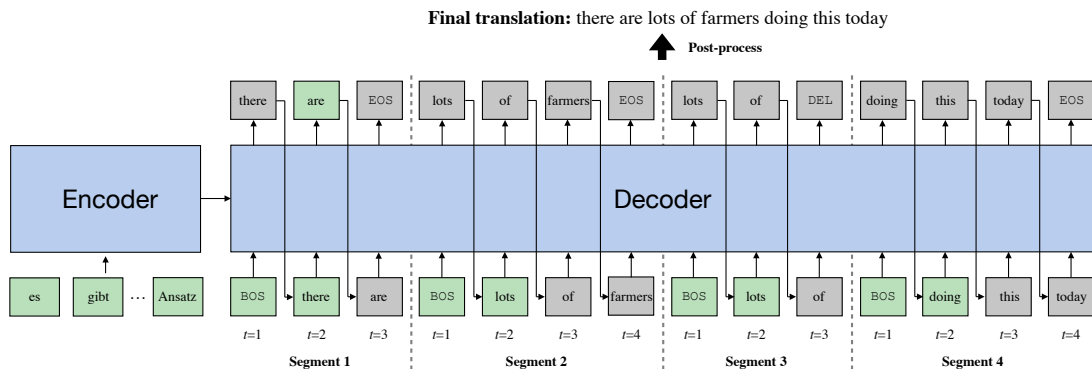 Final translation: there are lots of farmers doing this today
Post-process
there are EOS lots of farmers EOS lots of DEL doing this today EOS
Encoder
Decoder
es gibt ... Ansatz BOS there are BOS lots of farmers BOS lots of BOS doing this today
t=1 t=2 t=3 t=1 t=2 t=3 t=4 t=1 t=2 t=3 t=1 t=2 t=3 t=4
Segment 1 Segment 2 Segment 3 Segment 4